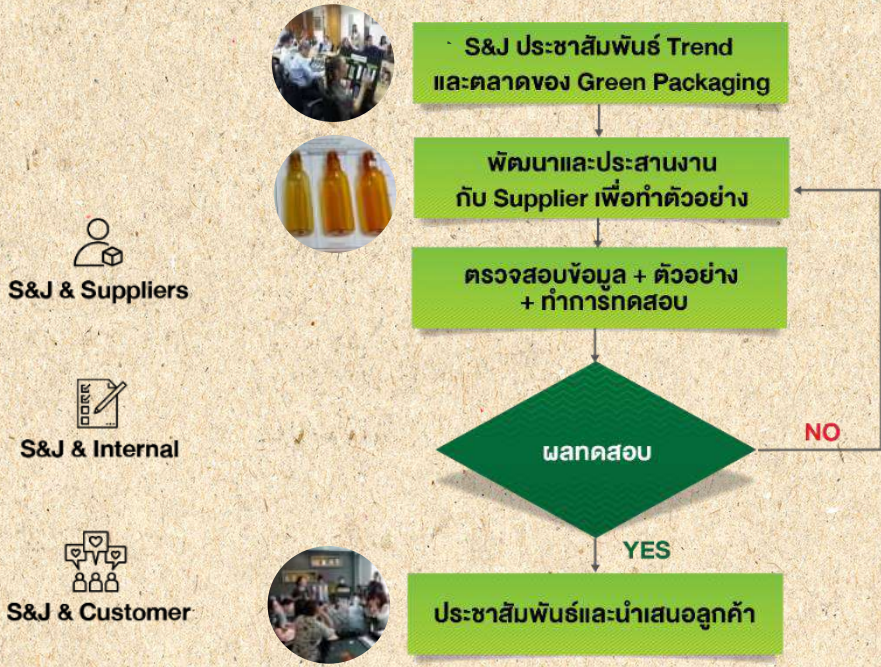 S&J ประชาสัมพันธ์ Trend
และตลาดของ Green Packaging
พัฒนาและประสานงาน
กับ Supplier เพื่อทำตัวอย่าง
S&J & Suppliers
ตรวจสอบข้อมูล + ตัวอย่าง
+ ทำการทดสอบ
S&J & Internal
ผลทดสอบ
NO
YES
S&J & Customer
ประชาสัมพันธ์และนำเสนอลูกค้า